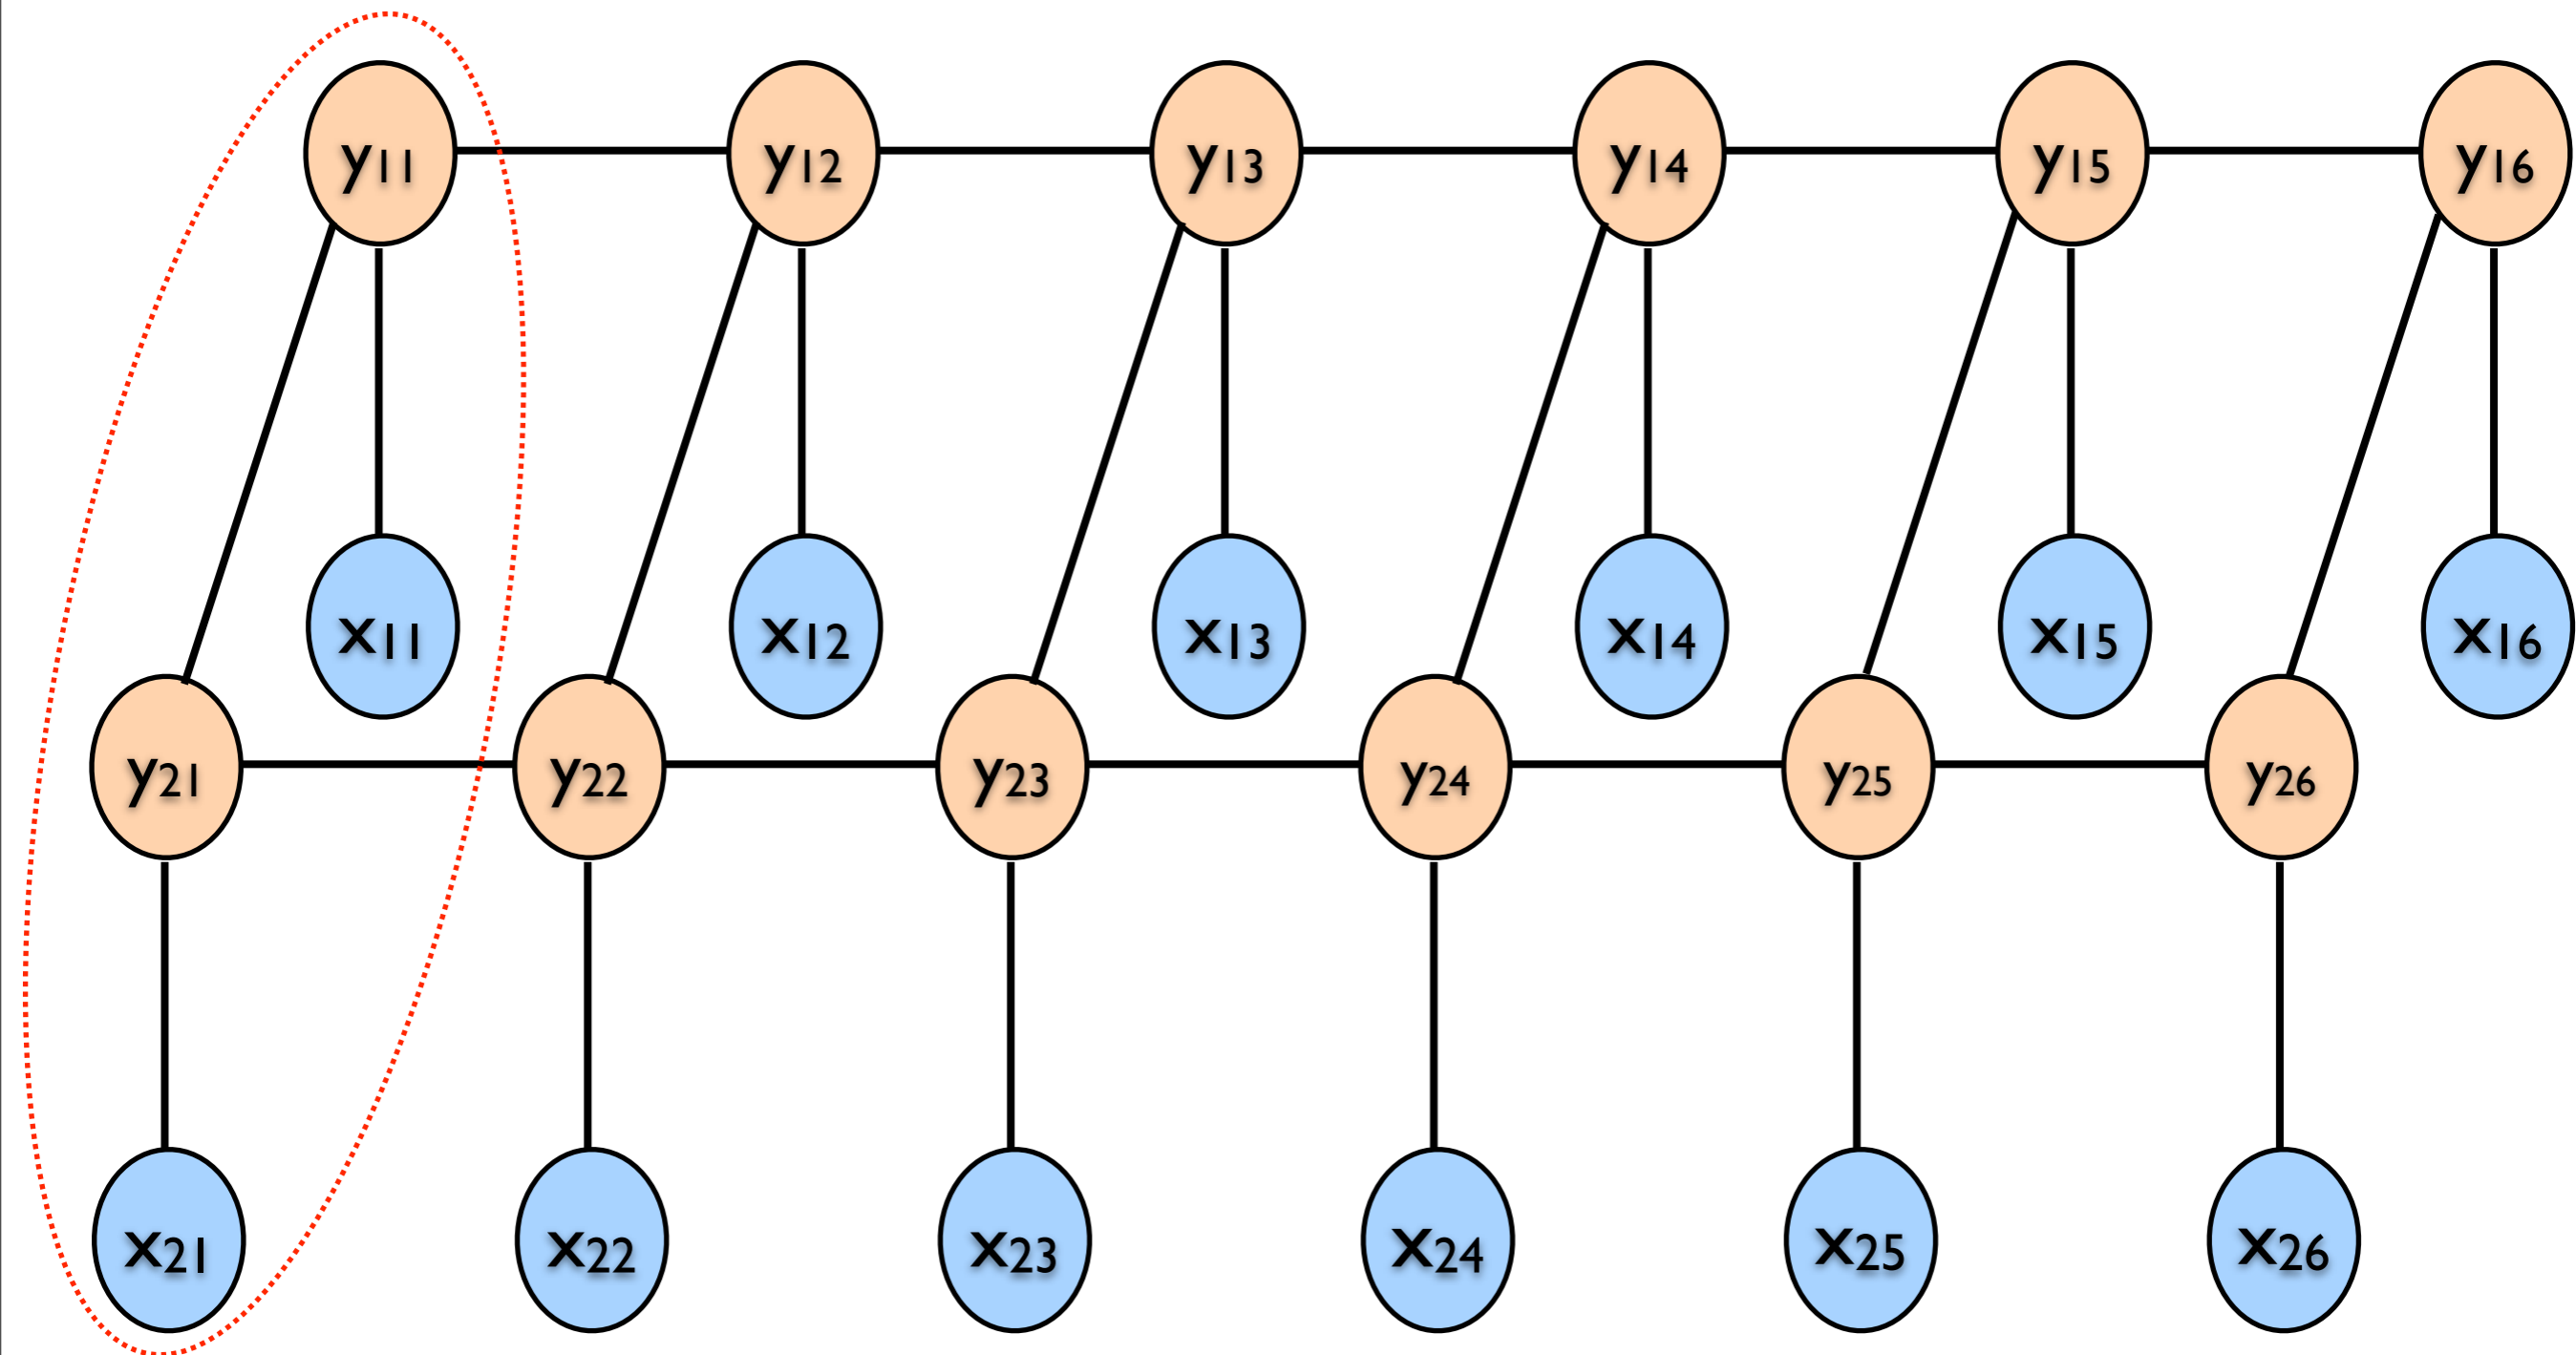 y11 y12 y13 y14 y15 y16
x11 x12 x13 x14 x15 x16
y21 y22 y23 y24 y25 y26
x21 x22 x23 x24 x25 x26